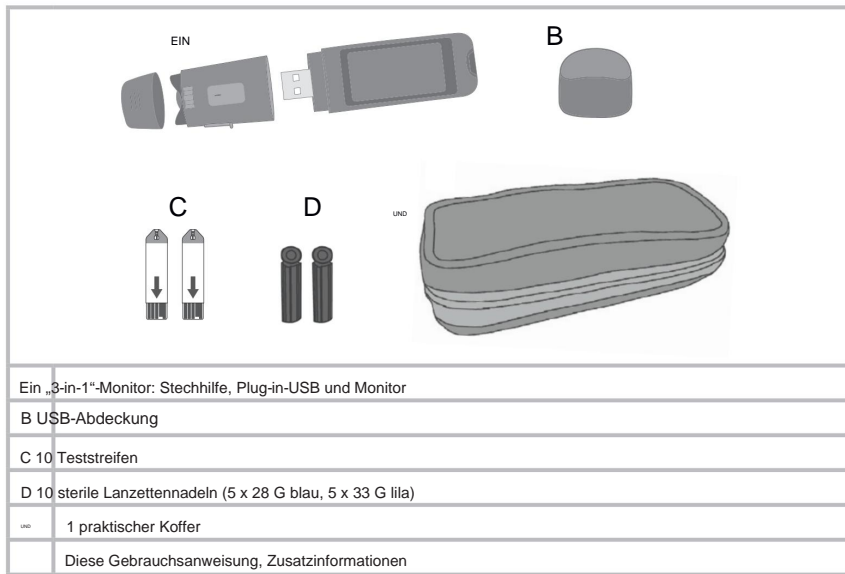 EIN
B
C
D
UND
Ein „3-in-1“-Monitor: Stechhilfe, Plug-in-USB und Monitor
B USB-Abdeckung
C 10 Teststreifen
D 10 sterile Lanzettennadeln (5 x 28 G blau, 5 x 33 G lila)
UND 1 praktischer Koffer
Diese Gebrauchsanweisung, Zusatzinformationen